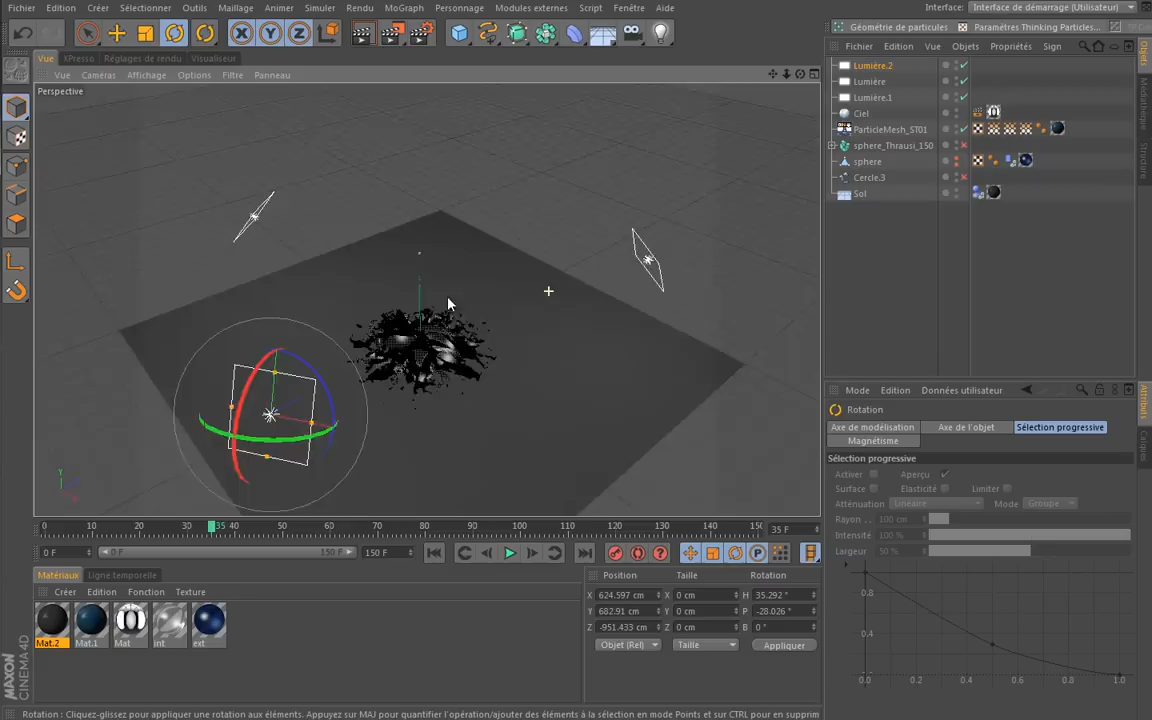 Fichier Edition Créer Sélectionner Outils Maillage Animer Simuler Rendu MoGraph Personnage Modules externes Script Fenêtre Aide Interface: Interface de démarrage (Utilisateur)
Géométrie de particules Paramètres Thinking Particles...
Fichier Edition Vue Objets Propriétés Sign
Vue XPresso Réglages de rendu Visualiseur
Vue Caméras Affichage Options Filtre Panneau
Perspective
Lumière.2
Lumière
Lumière.1
Ciel
ParticleMesh_ST01
sphere_Thrausi_150
sphere
Cercle.3
Sol
Objets
Médiathèque
Structure
Mode Edition Données utilisateur
Rotation
Axe de modélisation Axe de l'objet Sélection progressive
Magnétisme
Sélection progressive
Activer Aperçu
Surface Elasticité Limiter
Atténuation Linéaire Mode Groupe
Rayon 100 cm
Intensité 100 %
Largeur 50 %
0.8
0.4
0.0 0.2 0.4 0.6 0.8 1.0
Attributs
Calques
Y
0 10 20 30 35 40 50 60 70 80 90 100 110 120 130 140 150 35 F
0 F 0 F 150 F 150 F
Matériaux Ligne temporelle
Créer Edition Fonction Texture
Mat.2 Mat.1 Mat int ext
Position Taille Rotation
X 624.597 cm X 0 cm H 35.292 °
Y 682.91 cm Y 0 cm P -28.026 °
Z -951.433 cm Z 0 cm B 0 °
Objet (Rel) Taille Appliquer
MAXON
CINEMA 4D
Rotation : Cliquez-glissez pour appliquer une rotation aux éléments. Appuyez sur MAJ pour quantifier l'opération/ajouter des éléments à la sélection en mode Points et sur CTRL pour en supprim